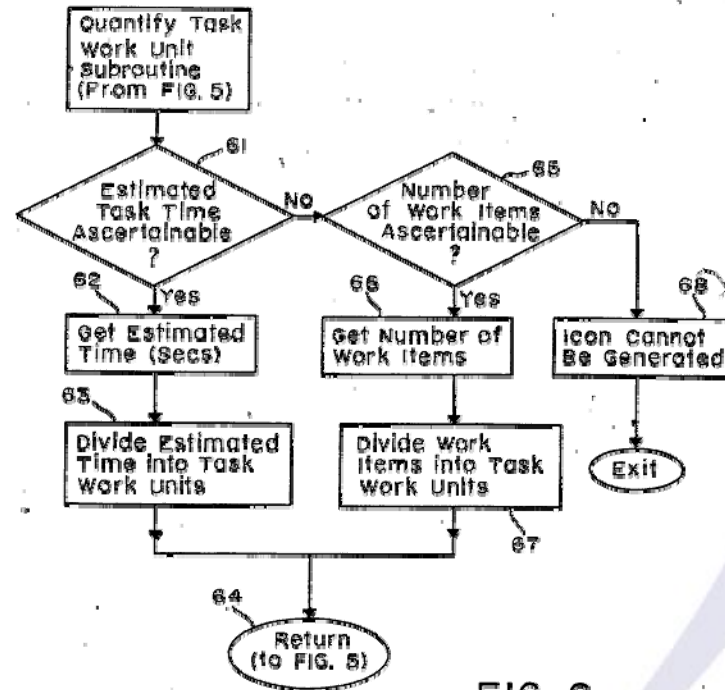 Quantify Task
Work Unit
Subroutine
(From FIG. 5)
61
Estimated
Task Time
Ascertainable
?
No
65
Number
of Work Items
Ascertainable
?
No
62
Yes
Get Estimated
Time (Secs)
66
Yes
Get Number of
Work Items
68
Icon Cannot
Be Generated
63
Divide Estimated
Time into Task
Work Units
Divide Work
Items into Task
Work Units
67
Exit
64
Return
(to FIG. 5)